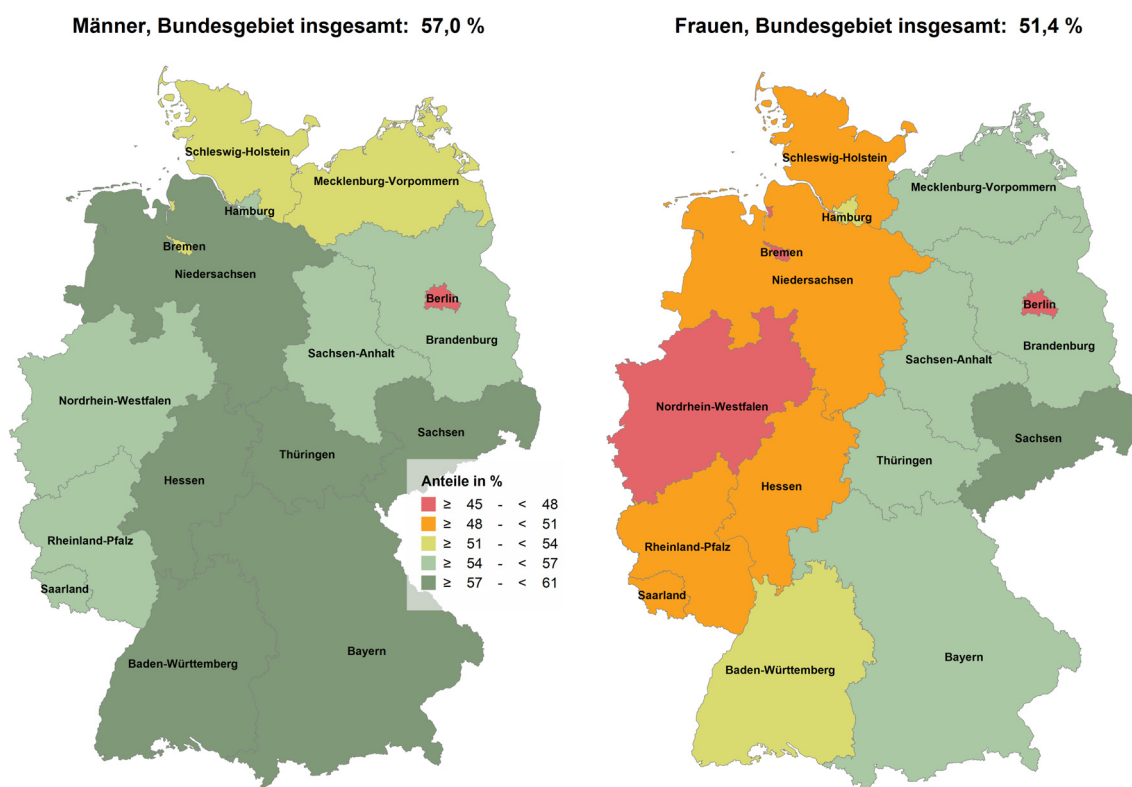 Männer, Bundesgebiet insgesamt: 57,0 %
Schleswig-Holstein
Mecklenburg-Vorpommern
Hamburg
Bremen
Niedersachsen
Berlin
Brandenburg
Sachsen-Anhalt
Nordrhein-Westfalen
Sachsen
Thüringen
Hessen
Rheinland-Pfalz
Saarland
Baden-Württemberg
Bayern
Anteile in %
≥ 45 - < 48
≥ 48 - < 51
≥ 51 - < 54
≥ 54 - < 57
≥ 57 - < 61
Frauen, Bundesgebiet insgesamt: 51,4 %
Schleswig-Holstein
Mecklenburg-Vorpommern
Hamburg
Bremen
Niedersachsen
Berlin
Brandenburg
Sachsen-Anhalt
Nordrhein-Westfalen
Sachsen
Thüringen
Hessen
Rheinland-Pfalz
Saarland
Baden-Württemberg
Bayern